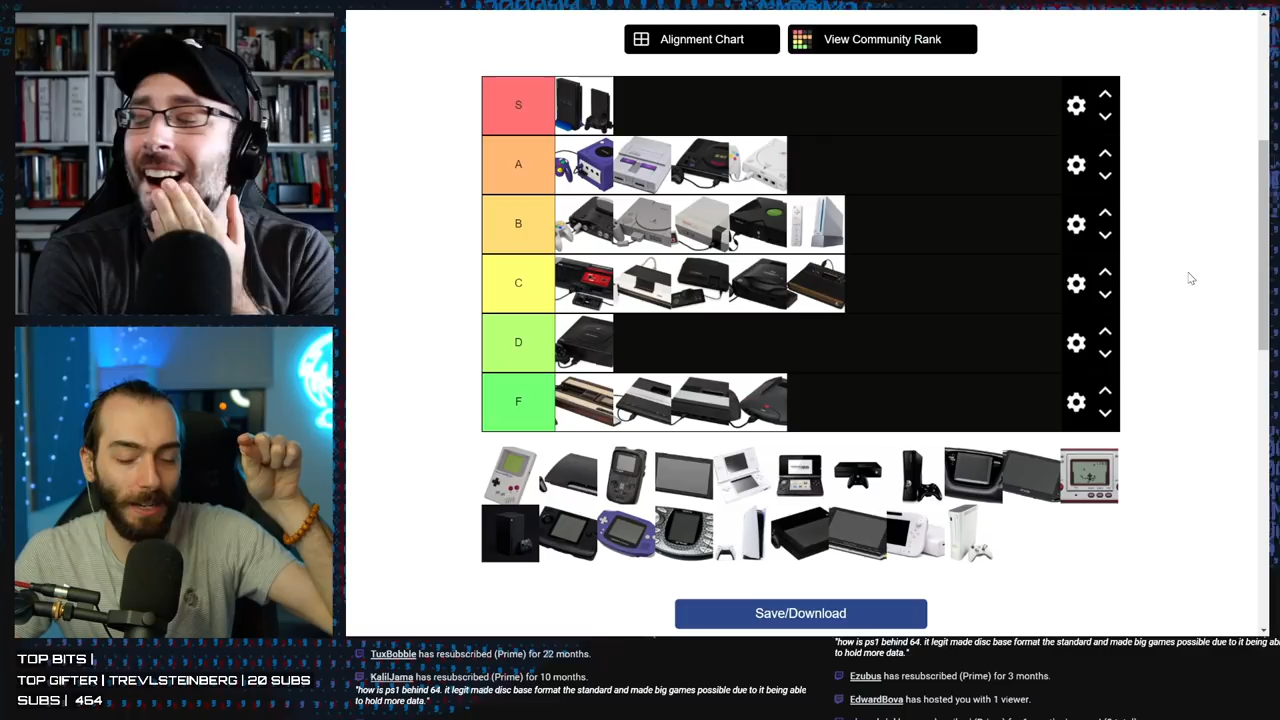 Alignment Chart
View Community Rank
S
A
B
C
D
F
Save/Download
TOP BITS |
TOP GIFTER | TREVLSTEINBERG | 20 SUBS
SUBS | 464
TuxBobble has resubscribed (Prime) for 22 months.
KalilJama has resubscribed (Prime) for 10 months.
"how is ps1 behind 64. it legit made disc base format the standard and made big games possible due to it being able
to hold more data."
"how is ps1 behind 64. it legit made disc base format the standard and made big games possible due to it being
to hold more data."
Ezubus has resubscribed (Prime) for 3 months.
EdwardBova has hosted you with 1 viewer.